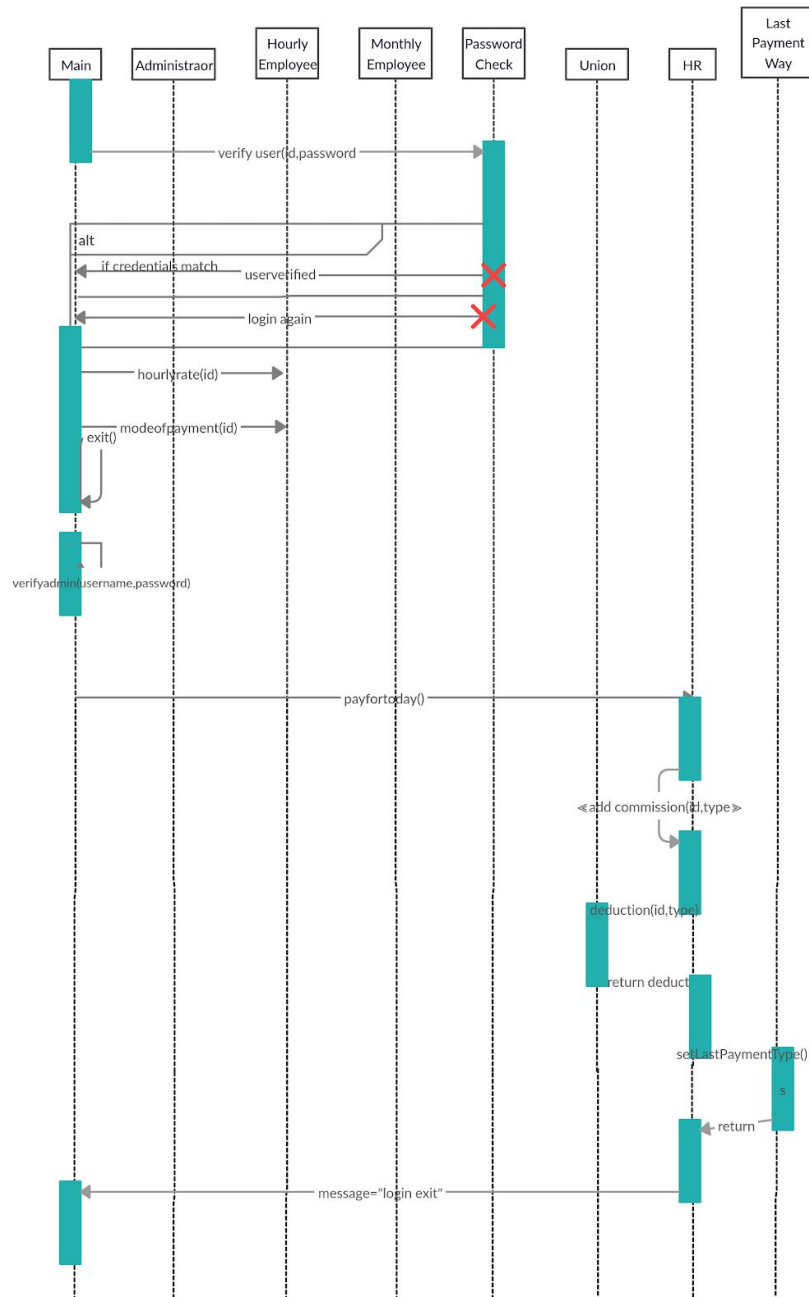 Main
Administraor
Hourly
Employee
Monthly
Employee
Password
Check
Union
HR
Last
Payment
Way
verify user(id,password
alt
if credentials match
userverified
login again
hourlyrate(id)
modeofpayment(id)
exit()
verifyadmin(username,password)
payfortoday()
≪add commission(id,type≫
deduction(id,type)
return deduct
setLastPaymentType()
s
return
message="login exit"